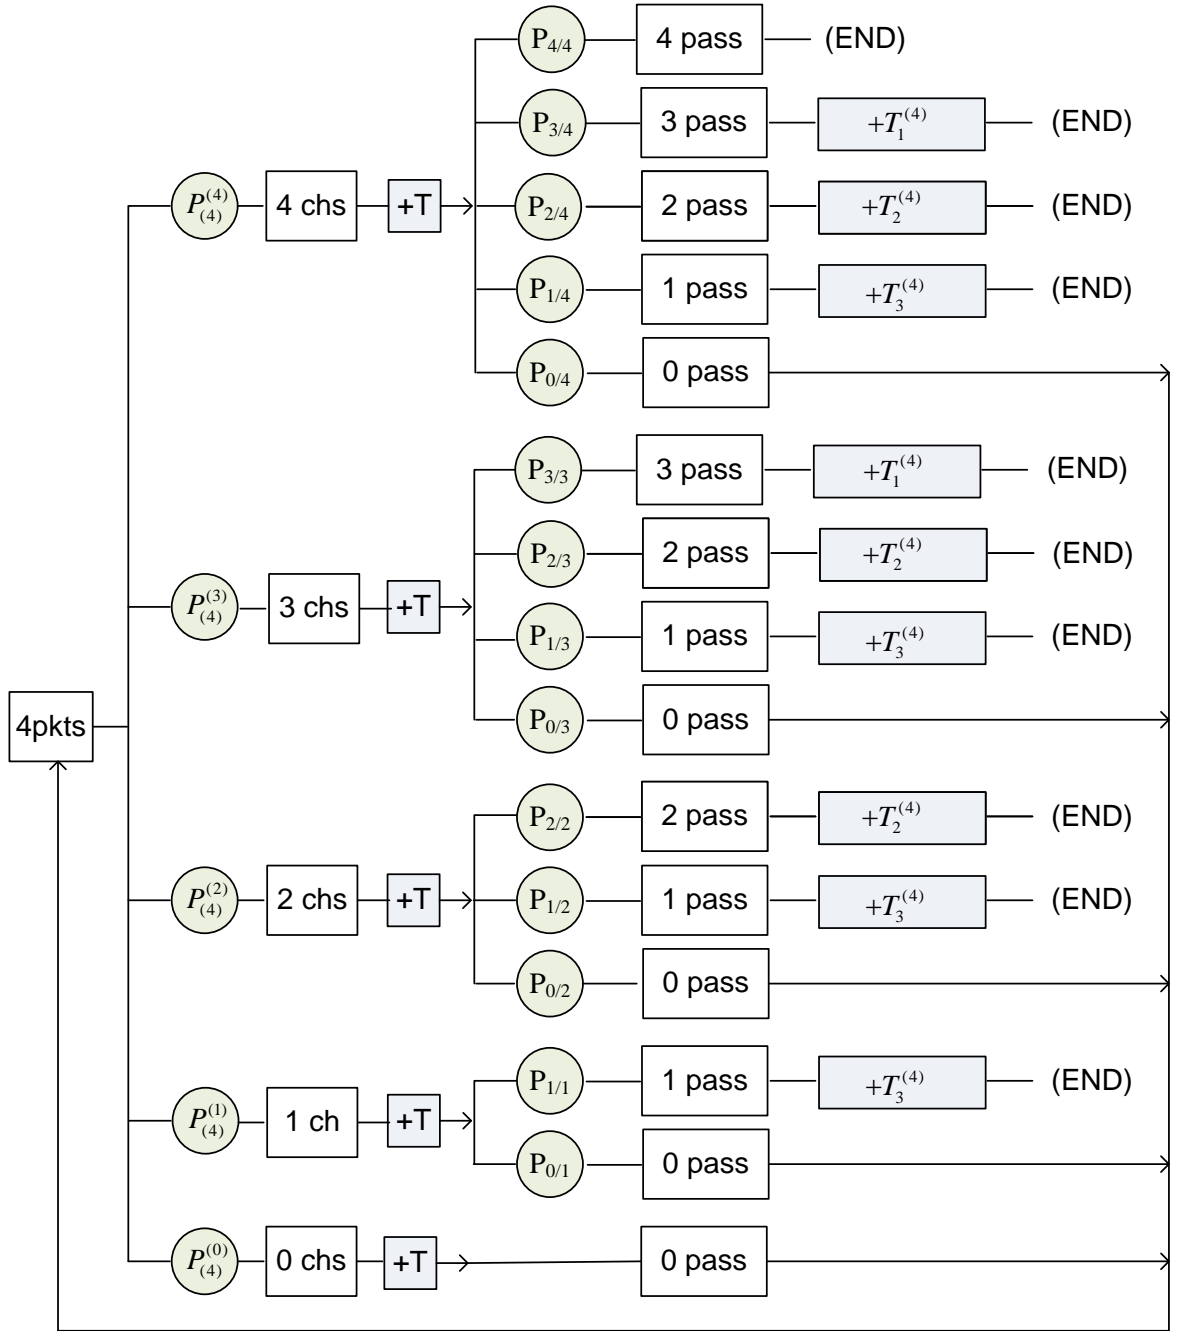 P4/4 4 pass (END)
P3/4 3 pass +T1(4) (END)
P(4)(4) 4 chs +T P2/4 2 pass +T2(4) (END)
P1/4 1 pass +T3(4) (END)
P0/4 0 pass
P3/3 3 pass +T1(4) (END)
P2/3 2 pass +T2(4) (END)
P(4)(3) 3 chs +T P1/3 1 pass +T3(4) (END)
P0/3 0 pass
4pkts
P2/2 2 pass +T2(4) (END)
P(4)(2) 2 chs +T P1/2 1 pass +T3(4) (END)
P0/2 0 pass
P1/1 1 pass +T3(4) (END)
P(4)(1) 1 ch +T
P0/1 0 pass
P(4)(0) 0 chs +T 0 pass